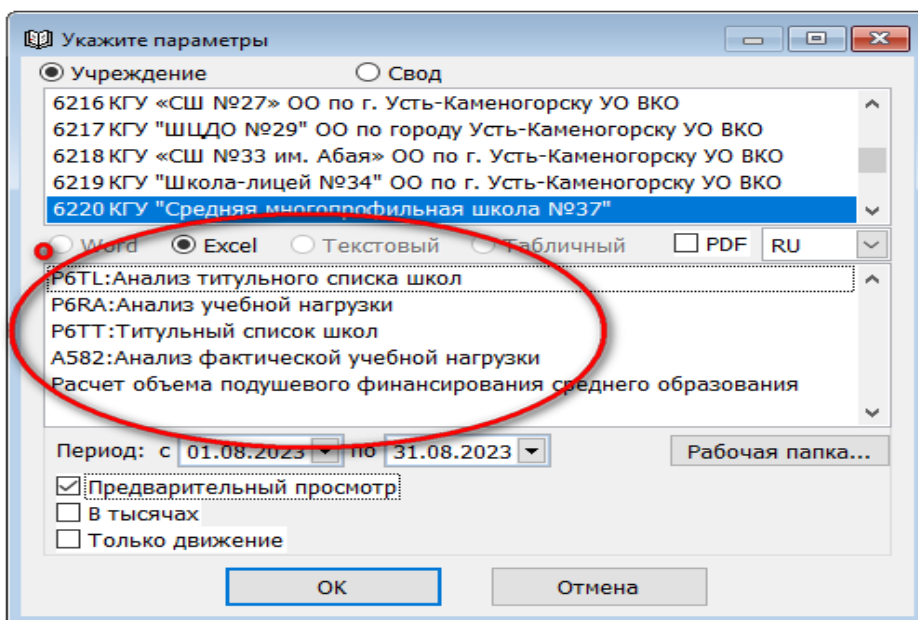 Укажите параметры
Учреждение Свод
6216 КГУ «СШ №27» ОО по г. Усть-Каменогорску УО ВКО
6217 КГУ "ШЦДО №29" ОО по городу Усть-Каменогорску УО ВКО
6218 КГУ «СШ №33 им. Абая» ОО по г. Усть-Каменогорску УО ВКО
6219 КГУ "Школа-лицей №34" ОО по г. Усть-Каменогорску УО ВКО
6220 КГУ "Средняя многопрофильная школа №37"
Word Excel Текстовый Табличный PDF RU
P6TL:Анализ титульного списка школ
P6RA:Анализ учебной нагрузки
P6TT:Титульный список школ
A582:Анализ фактической учебной нагрузки
Расчет объема подушевого финансирования среднего образования
Период: с 01.08.2023 по 31.08.2023 Рабочая папка...
Предварительный просмотр
В тысячах
Только движение
ОК Отмена